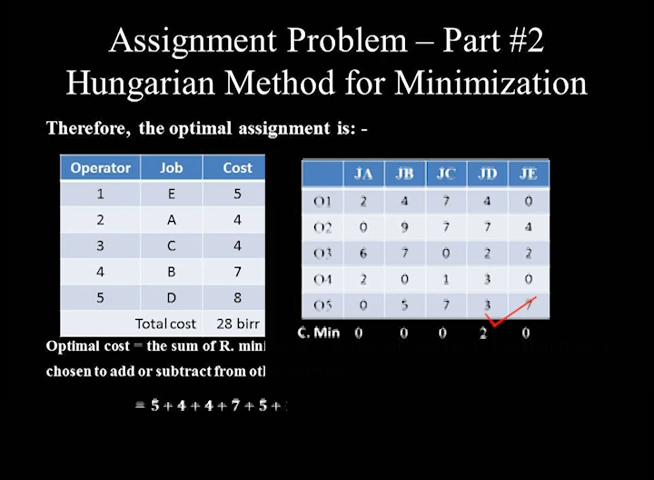 Assignment Problem – Part #2
Hungarian Method for Minimization
Therefore, the optimal assignment is: -
Operator Job Cost
1 E 5
2 A 4
3 C 4
4 B 7
5 D 8
Total cost 28 birr
JA JB JC JD JE
O1 2 4 7 4 0
O2 0 9 7 7 4
O3 6 7 0 2 2
O4 2 0 1 3 0
O5 0 5 7 3
C. Min 0 0 0 2 0
Optimal cost = the sum of R. mini
chosen to add or subtract from
= 5 + 4 + 4 + 7 + 5 +